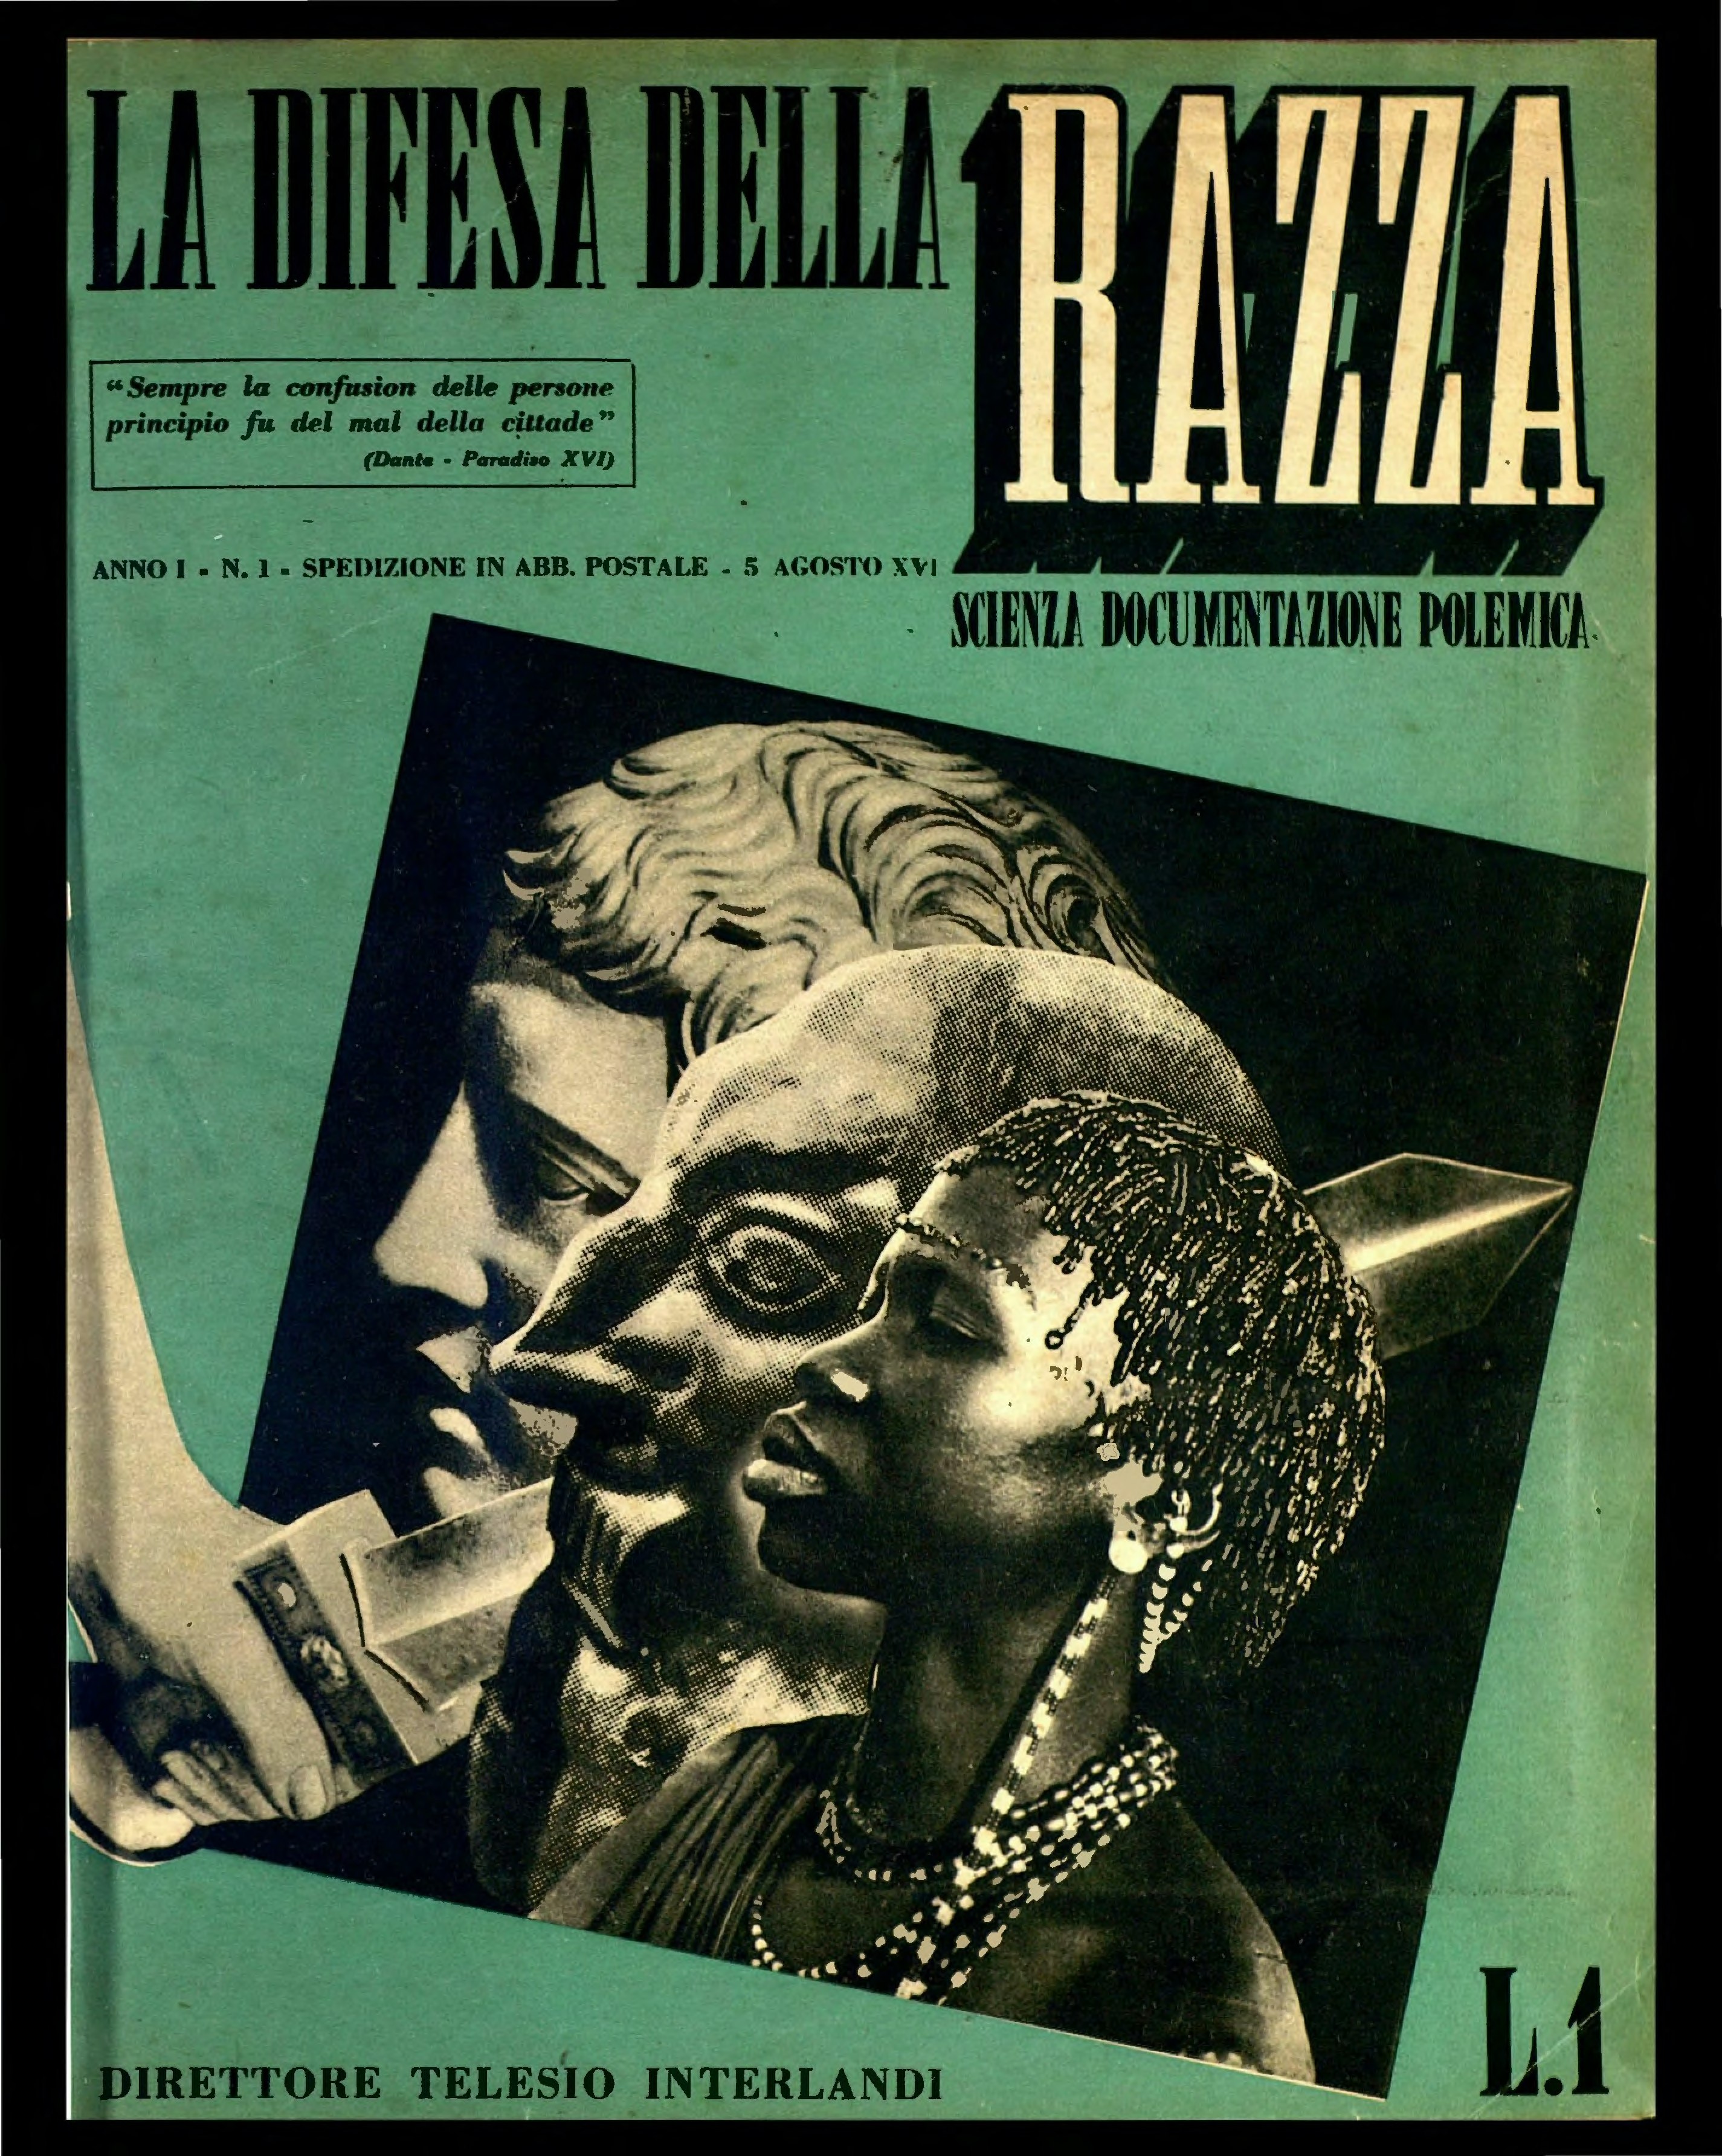 LA DIFESA DELLA RAZZA
“Sempre la confusion delle persone
principio fu del mal della cittade”
(Dante - Paradiso XVI)
ANNO I - N. 1 - SPEDIZIONE IN ABB. POSTALE - 5 AGOSTO XVI
SCIENZA DOCUMENTAZIONE POLEMICA
DIRETTORE TELESIO INTERLANDI
L.1